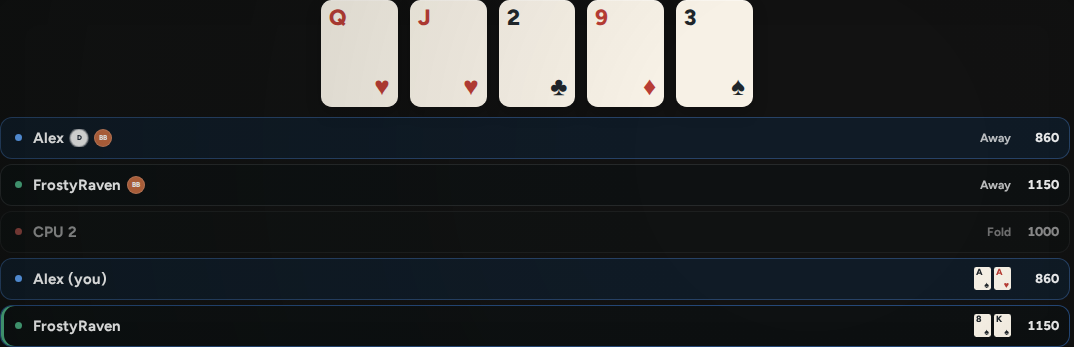 Q J 2 9 3
Alex D BB Away 860
FrostyRaven BB Away 1150
CPU 2 Fold 1000
Alex (you) A A 860
FrostyRaven 8 K 1150